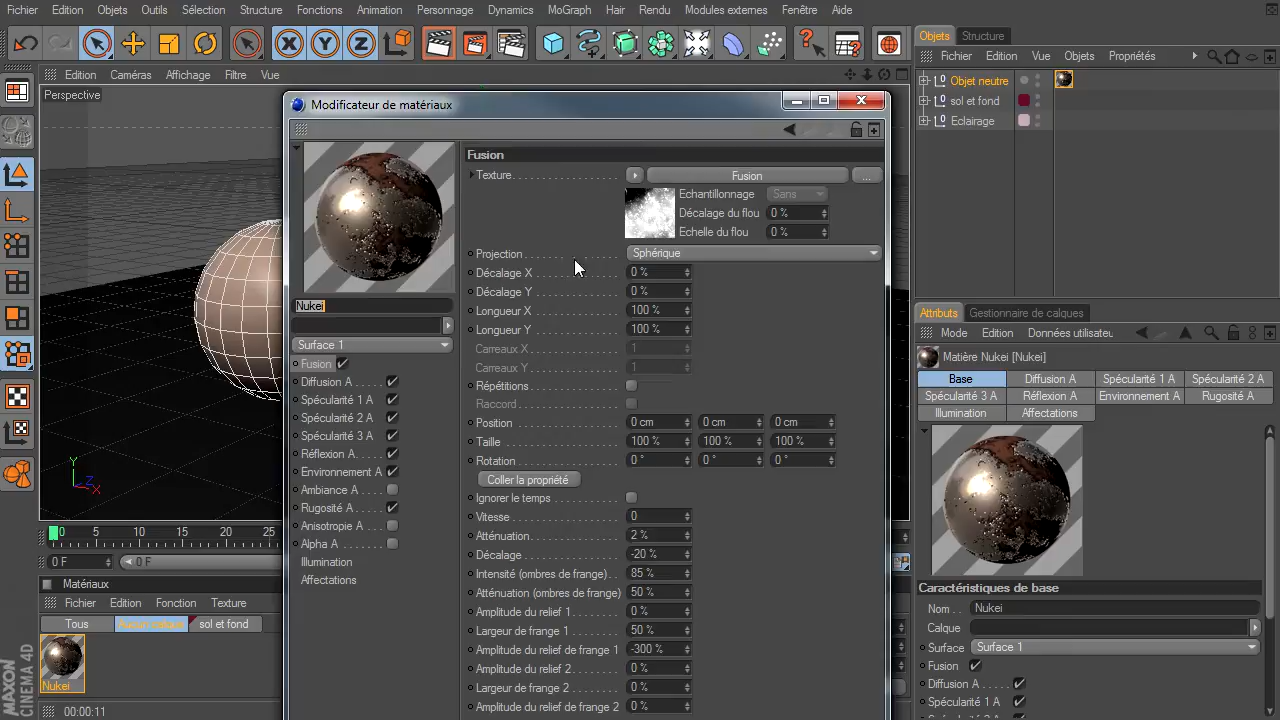 Fichier Edition Objets Outils Sélection Structure Fonctions Animation Personnage Dynamics MoGraph Hair Rendu Modules externes Fenêtre Aide
Edition Caméras Affichage Filtre Vue
Perspective
Modificateur de matériaux
Nukei
Surface 1
Fusion
Diffusion A
Spécularité 1 A
Spécularité 2 A
Spécularité 3 A
Réflexion A
Environnement A
Ambiance A
Rugosité A
Anisotropie A
Alpha A
Illumination
Affectations
Fusion
Texture Fusion ...
Echantillonnage Sans
Décalage du flou 0 %
Echelle du flou 0 %
Projection Sphérique
Décalage X 0 %
Décalage Y 0 %
Longueur X 100 %
Longueur Y 100 %
Carreaux X 1
Carreaux Y 1
Répétitions
Raccord
Position 0 cm 0 cm 0 cm
Taille 100 % 100 % 100 %
Rotation 0 ° 0 ° 0 °
Coller la propriété
Ignorer le temps
Vitesse 0
Atténuation 2 %
Décalage -20 %
Intensité (ombres de frange) 85 %
Atténuation (ombres de frange) 50 %
Amplitude du relief 1 0 %
Largeur de frange 1 50 %
Amplitude du relief de frange 1 -300 %
Amplitude du relief 2 0 %
Largeur de frange 2 0 %
Amplitude du relief de frange 2 0 %
Y Z X
0 5 10 15 20 25
0 F 0 F
Matériaux
Fichier Edition Fonction Texture
Tous sol et fond
Nukei
00:00:11
MAXON CINEMA 4D
Objets Structure
Fichier Edition Vue Objets Propriétés
Objet neutre
sol et fond
Eclairage
Attributs Gestionnaire de calques
Mode Edition Données utilisateu
Matière Nukei [Nukei]
Base Diffusion A Spécularité 1 A Spécularité 2 A
Spécularité 3 A Réflexion A Environnement A Rugosité A
Illumination Affectations
Caractéristiques de base
Nom Nukei
Calque
Surface Surface 1
Fusion
Diffusion A
Spécularité 1 A